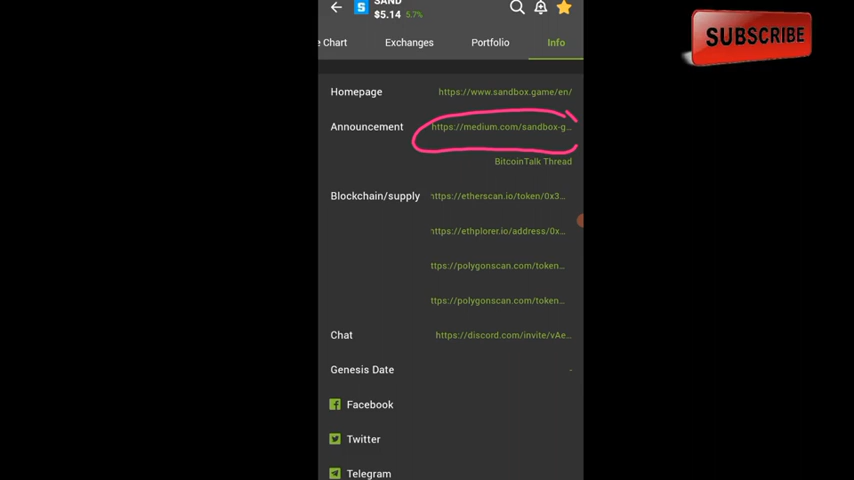 SAND
$5.14 5.7%
SUBSCRIBE
e Chart Exchanges Portfolio Info
Homepage https://www.sandbox.game/en/
Announcement https://medium.com/sandbox-g...
BitcoinTalk Thread
Blockchain/supply https://etherscan.io/token/0x3...
https://ethplorer.io/address/0x...
ttps://polygonscan.com/token...
ttps://polygonscan.com/token...
Chat https://discord.com/invite/vAe...
Genesis Date -
Facebook
Twitter
Telegram